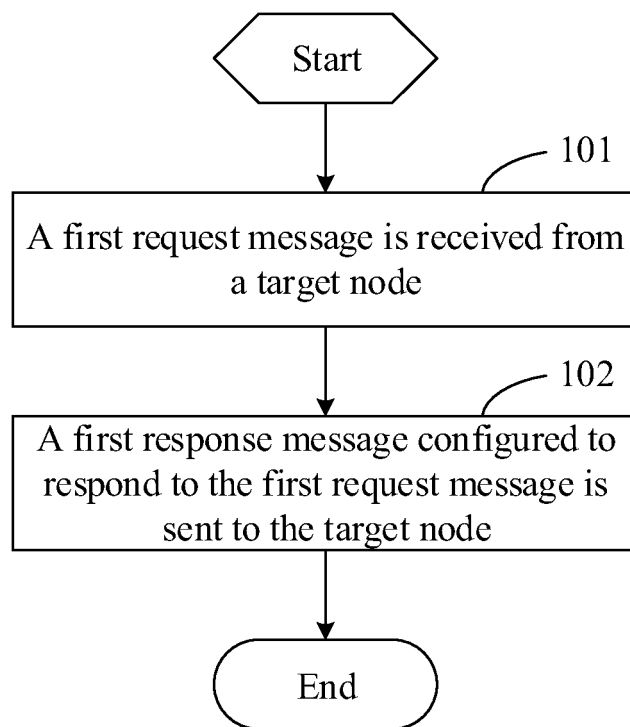 Start
101
A first request message is received from
a target node
102
A first response message configured to
respond to the first request message is
sent to the target node
End